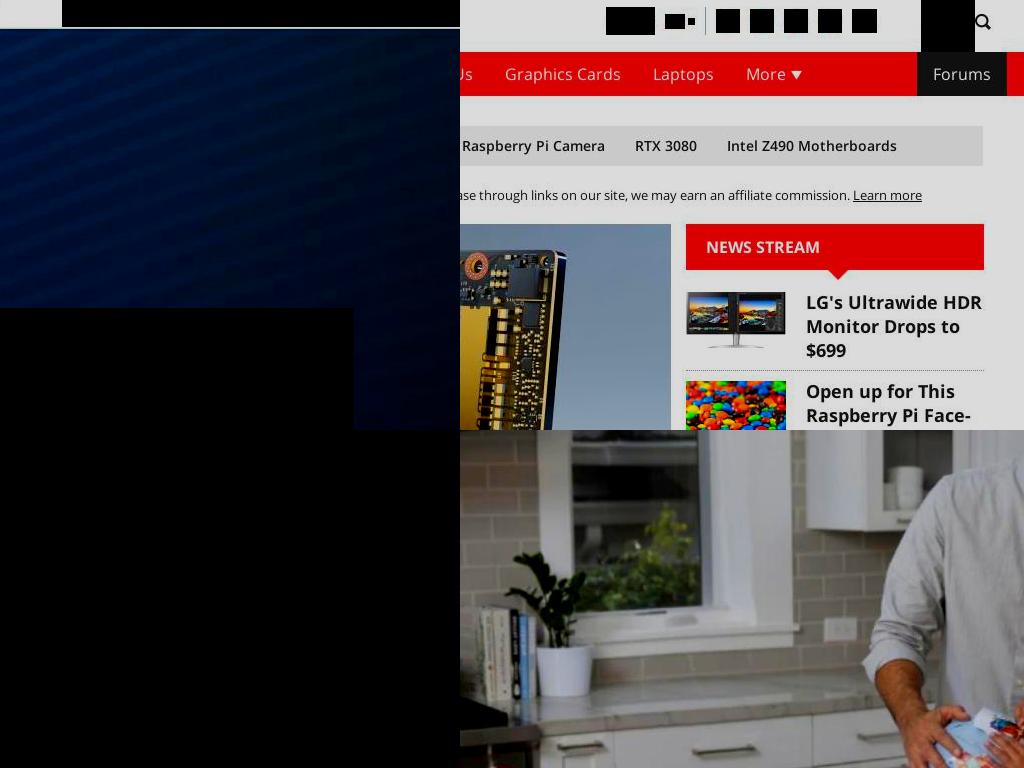 Graphics Cards Laptops More ▼ Forums
Raspberry Pi Camera RTX 3080 Intel Z490 Motherboards
through links on our site, we may earn an affiliate commission. Learn more
NEWS STREAM
LG's Ultrawide HDR
Monitor Drops to
$699
Open up for This
Raspberry Pi Face-